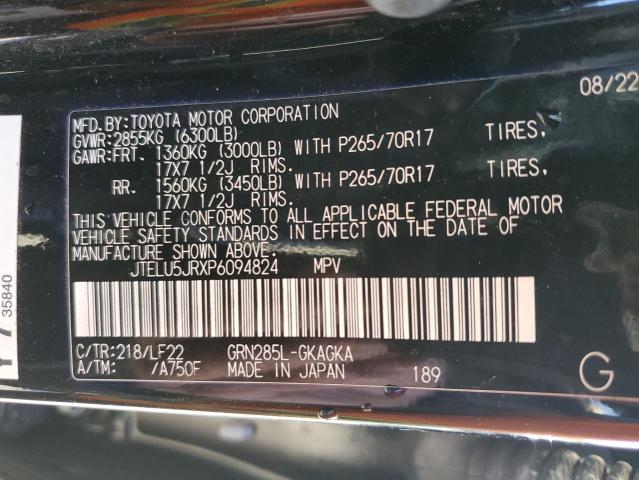 08/22
MFD.BY:TOYOTA MOTOR CORPORATION
GVWR:2855KG (6300LB)
GAWR:FRT. 1360KG (3000LB) WITH P265/70R17 TIRES.
17X7 1/2J RIMS.
RR. 1560KG (3450LB) WITH P265/70R17 TIRES.
17X7 1/2J RIMS.
THIS VEHICLE CONFORMS TO ALL APPLICABLE FEDERAL MOTOR
VEHICLE SAFETY STANDARDS IN EFFECT ON THE DATE OF
MANUFACTURE SHOWN ABOVE.
JTELU5JRXP6094824 MPV
C/TR:218/LF22 GRN285L-GKAGKA
A/TM: /A750F MADE IN JAPAN 189 G
35840